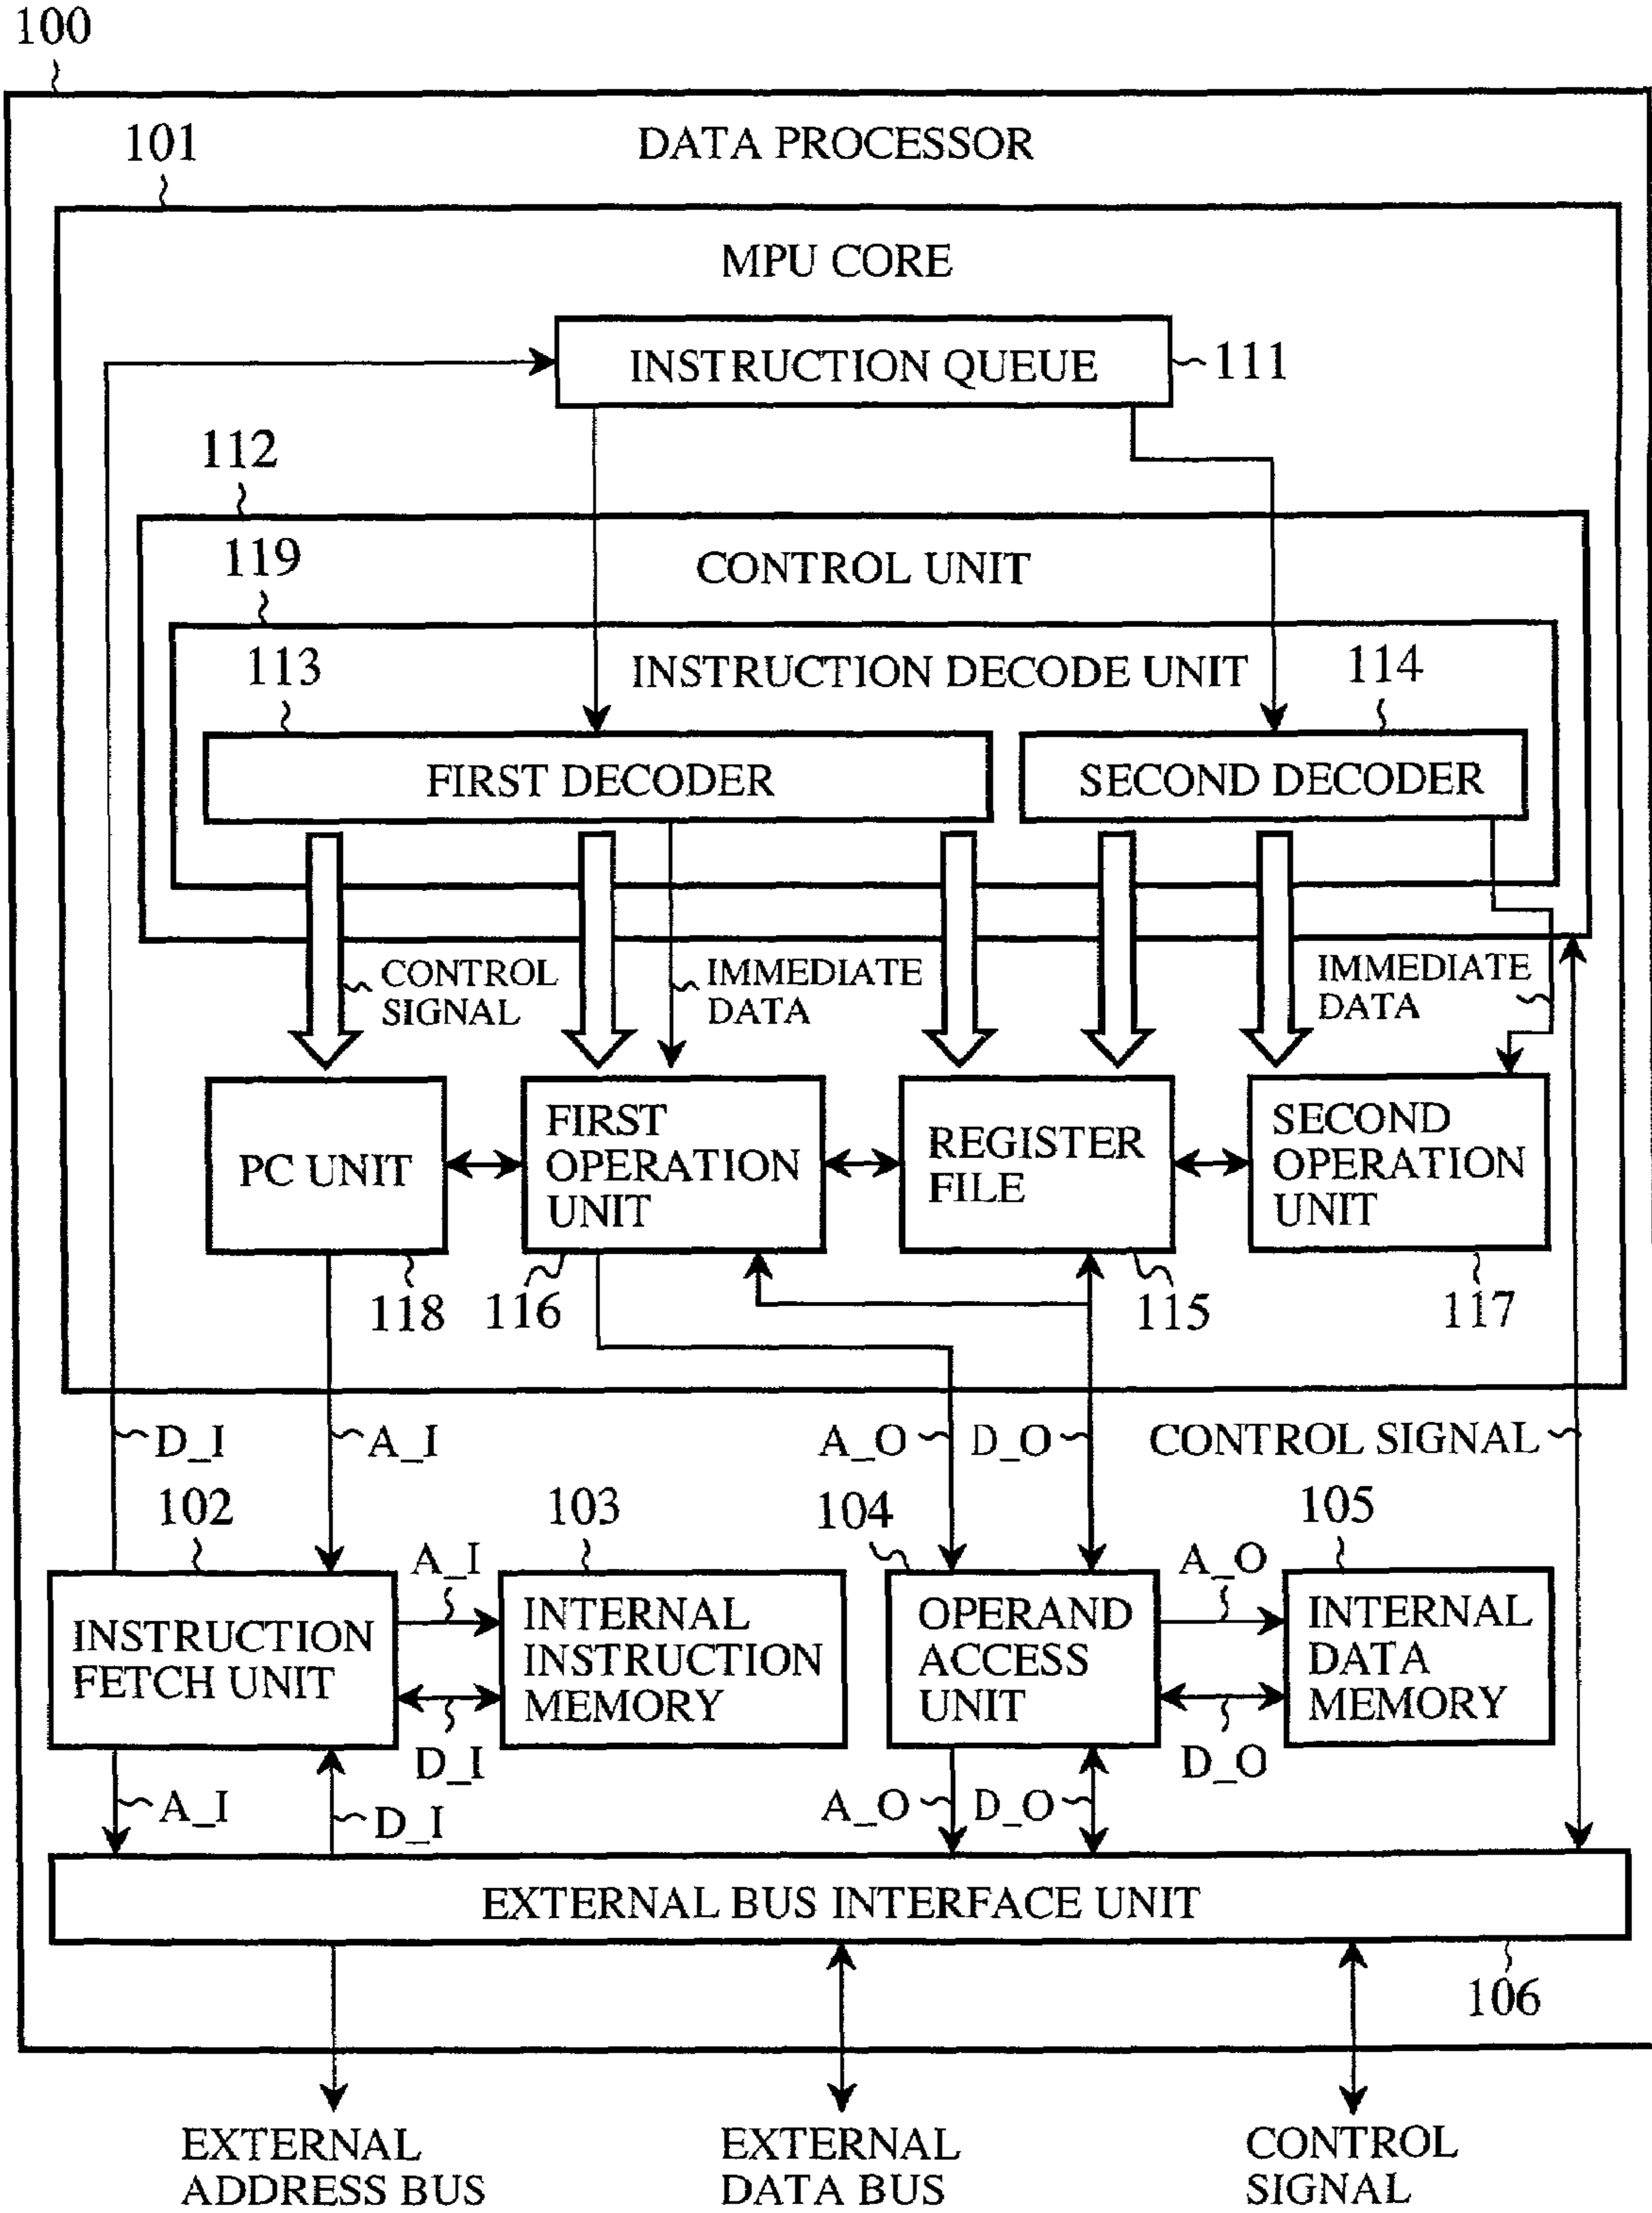 100
DATA PROCESSOR
101
MPU CORE
INSTRUCTION QUEUE
111
112
CONTROL UNIT
119
INSTRUCTION DECODE UNIT
113
114
FIRST DECODER
SECOND DECODER
CONTROL
SIGNAL
IMMEDIATE
DATA
IMMEDIATE
DATA
PC UNIT
FIRST
OPERATION
UNIT
REGISTER
FILE
SECOND
OPERATION
UNIT
118
116
115
117
D_I
A_I
A_O
D_O
CONTROL SIGNAL
102
103
104
105
A_I
A_O
INSTRUCTION
FETCH UNIT
INTERNAL
INSTRUCTION
MEMORY
OPERAND
ACCESS
UNIT
INTERNAL
DATA
MEMORY
D_I
D_O
A_I
D_I
A_O
D_O
EXTERNAL BUS INTERFACE UNIT
106
EXTERNAL
ADDRESS BUS
EXTERNAL
DATA BUS
CONTROL
SIGNAL